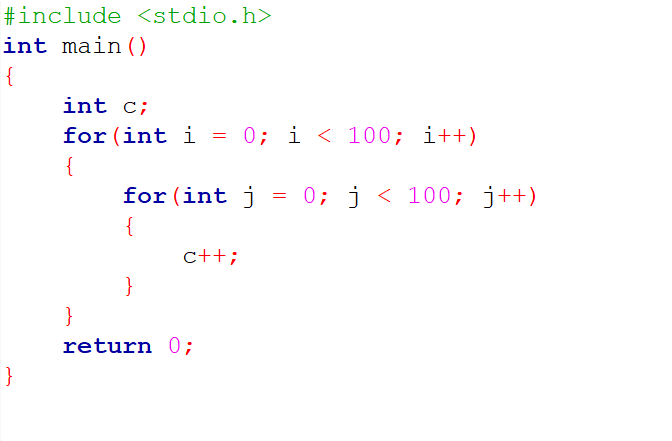 #include <stdio.h>
int main()
{
    int c;
    for(int i = 0; i < 100; i++)
    {
        for(int j = 0; j < 100; j++)
        {
            c++;
        }
    }
    return 0;
}